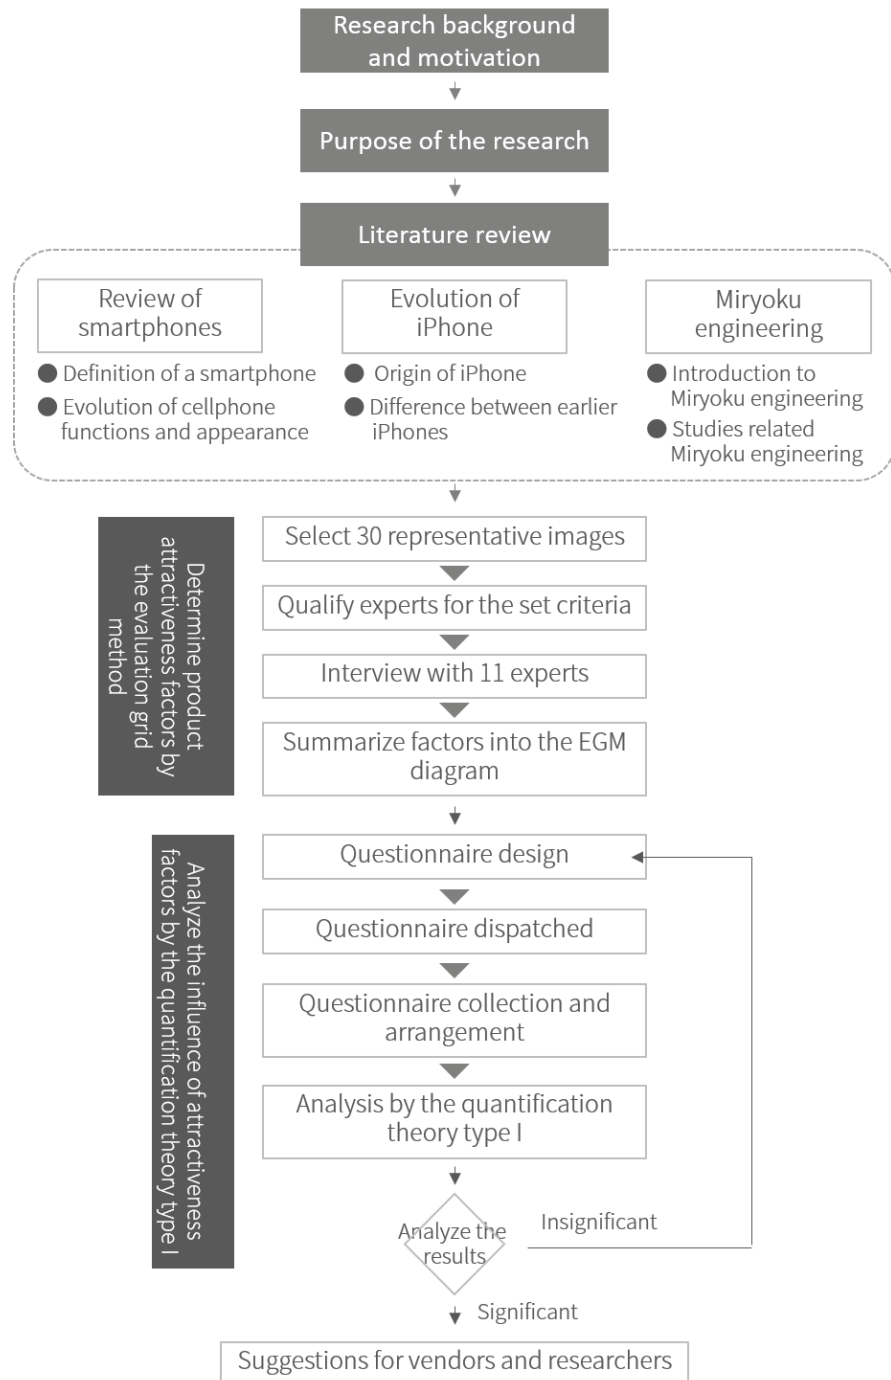 Research background
and motivation
Purpose of the research
Literature review
Review of
smartphones
● Definition of a smartphone
● Evolution of cellphone
functions and appearance
Evolution of
iPhone
● Origin of iPhone
● Difference between earlier
iPhones
Miryoku
engineering
● Introduction to
Miryoku engineering
● Studies related
Miryoku engineering
Determine product
attractiveness factors by
the evaluation grid
method
Select 30 representative images
Qualify experts for the set criteria
Interview with 11 experts
Summarize factors into the EGM
diagram
Analyze the influence of attractiveness
factors by the quantification theory type I
Questionnaire design
Questionnaire dispatched
Questionnaire collection and
arrangement
Analysis by the quantification
theory type I
Analyze the
results
Insignificant
Significant
Suggestions for vendors and researchers